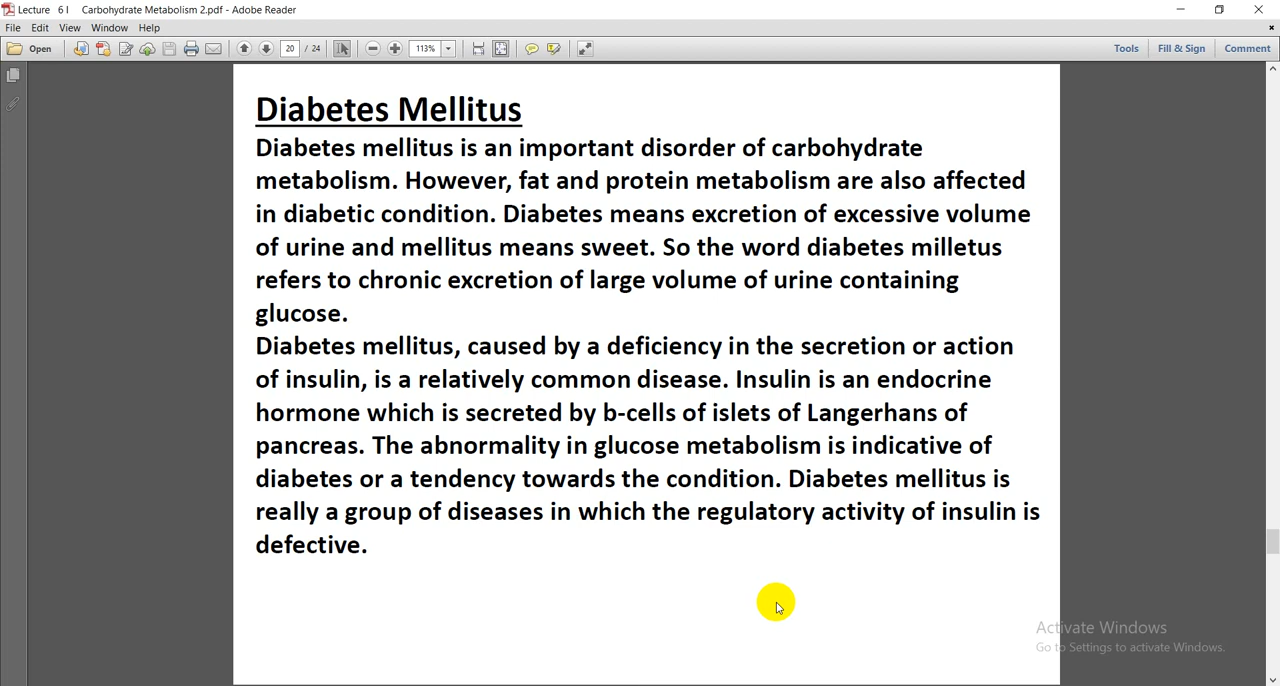 Lecture 6 I Carbohydrate Metabolism 2.pdf - Adobe Reader
File Edit View Window Help
Open 20 / 24 113% Tools Fill & Sign Comment
Diabetes Mellitus
Diabetes mellitus is an important disorder of carbohydrate
metabolism. However, fat and protein metabolism are also affected
in diabetic condition. Diabetes means excretion of excessive volume
of urine and mellitus means sweet. So the word diabetes milletus
refers to chronic excretion of large volume of urine containing
glucose.
Diabetes mellitus, caused by a deficiency in the secretion or action
of insulin, is a relatively common disease. Insulin is an endocrine
hormone which is secreted by b-cells of islets of Langerhans of
pancreas. The abnormality in glucose metabolism is indicative of
diabetes or a tendency towards the condition. Diabetes mellitus is
really a group of diseases in which the regulatory activity of insulin is
defective.
Activate Windows
Go to Settings to activate Windows.